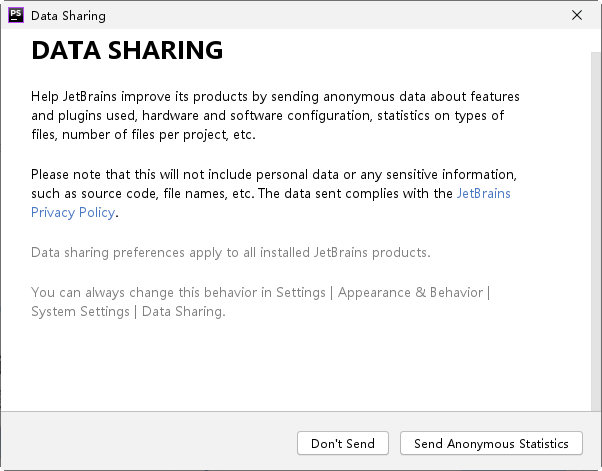 PS Data Sharing
DATA SHARING
Help JetBrains improve its products by sending anonymous data about features
and plugins used, hardware and software configuration, statistics on types of
files, number of files per project, etc.
Please note that this will not include personal data or any sensitive information,
such as source code, file names, etc. The data sent complies with the JetBrains
Privacy Policy.
Data sharing preferences apply to all installed JetBrains products.
You can always change this behavior in Settings | Appearance & Behavior |
System Settings | Data Sharing.
Don't Send Send Anonymous Statistics